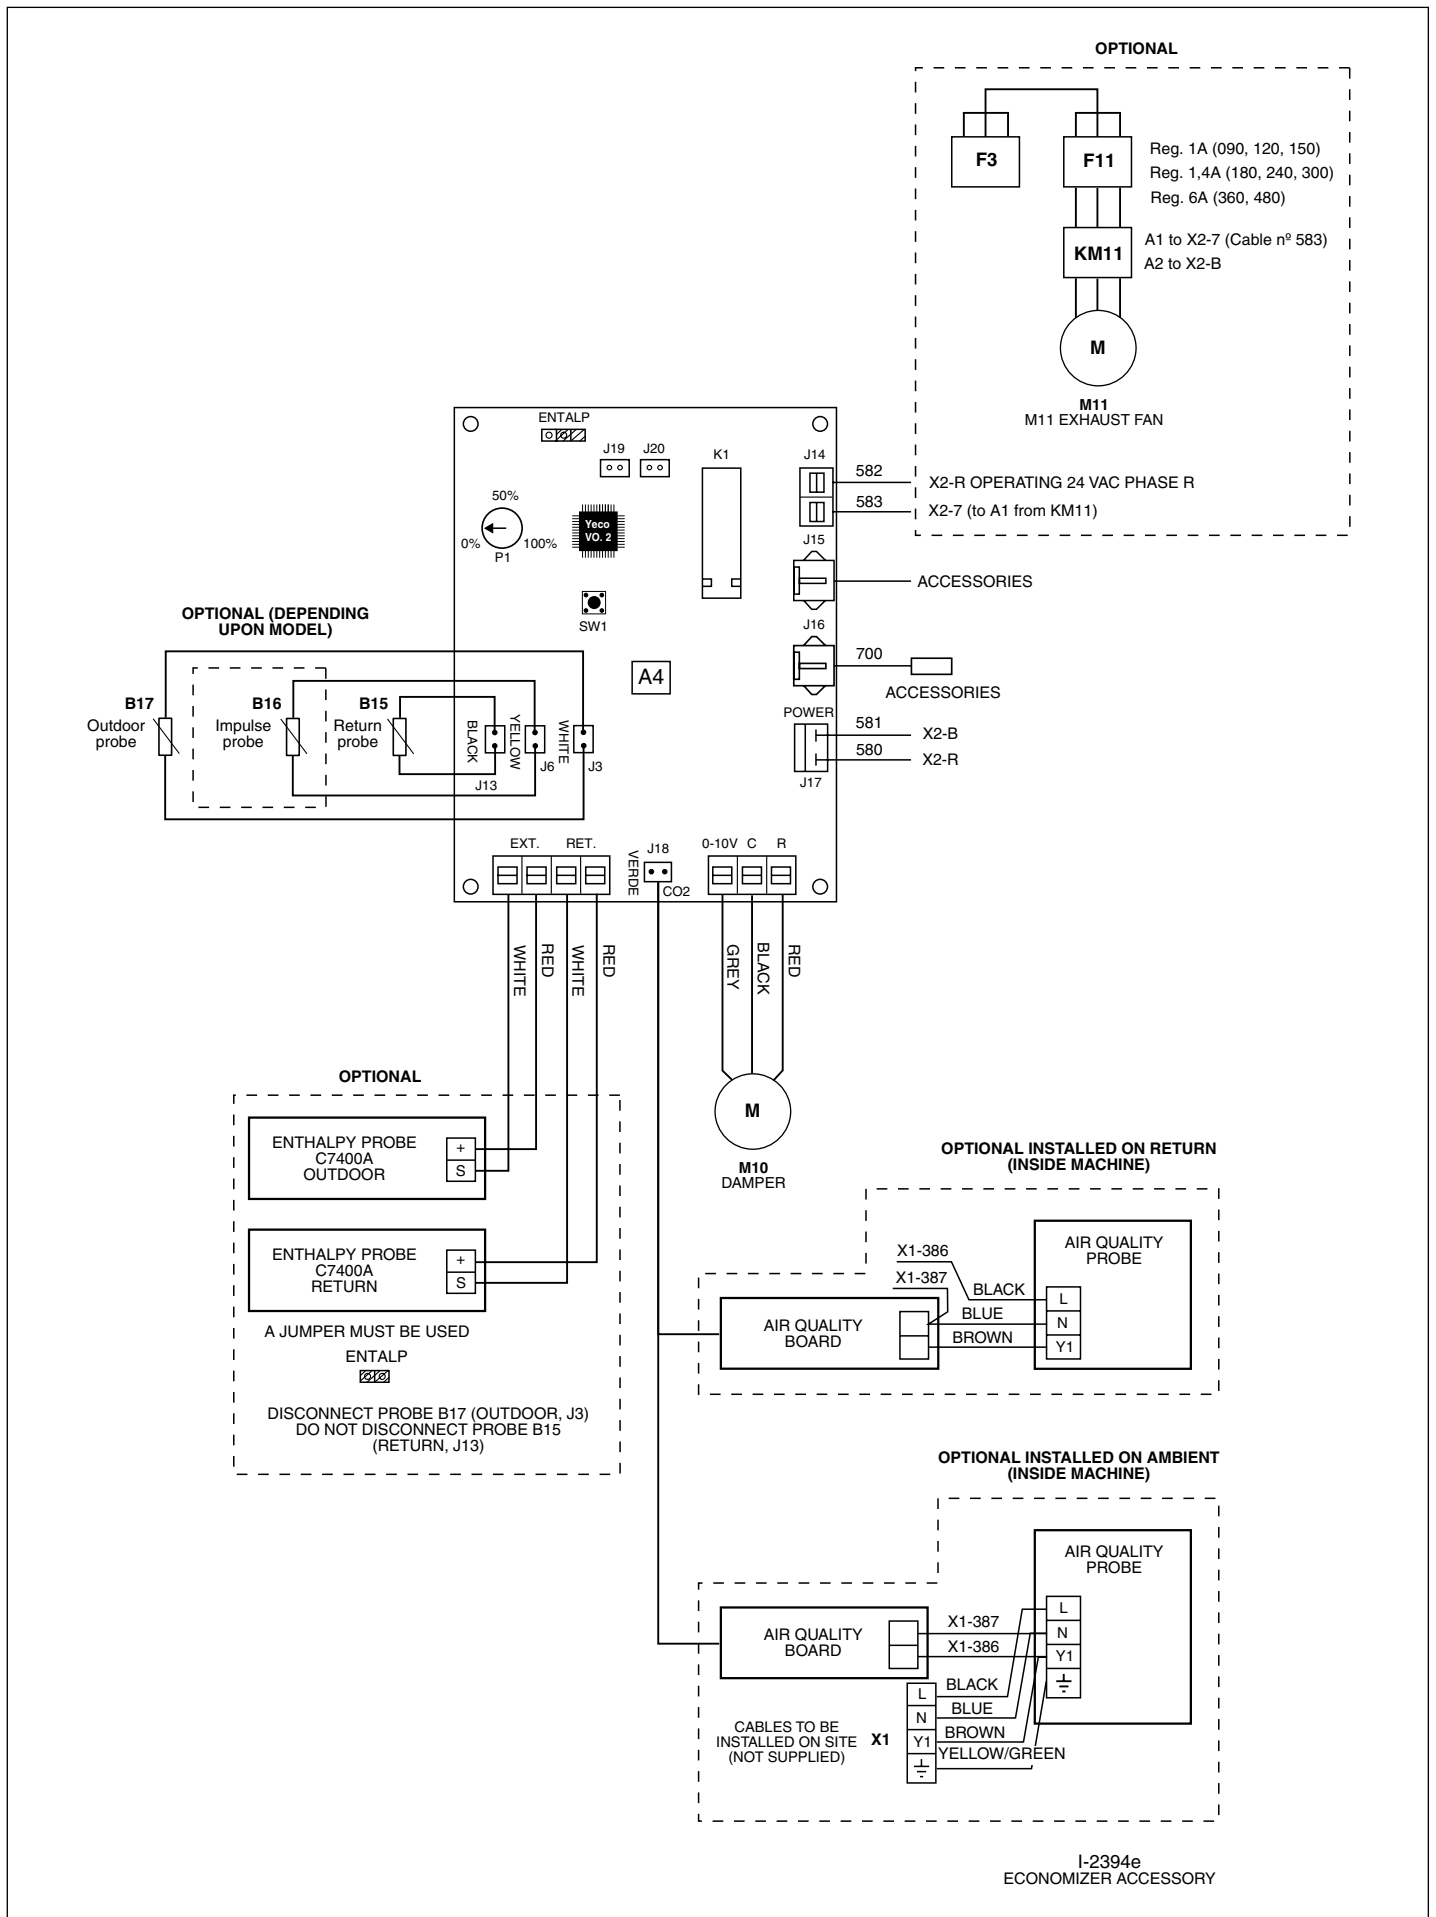 OPTIONAL
F3
F11
Reg. 1A (090, 120, 150)
Reg. 1,4A (180, 240, 300)
Reg. 6A (360, 480)
KM11
A1 to X2-7 (Cable nº 583)
A2 to X2-B
M
M11
M11 EXHAUST FAN
ENTALP
J19
J20
K1
J14
582
X2-R OPERATING 24 VAC PHASE R
583
X2-7 (to A1 from KM11)
50%
0%
100%
P1
Yeco
VO. 2
J15
ACCESSORIES
SW1
J16
700
ACCESSORIES
A4
OPTIONAL (DEPENDING
UPON MODEL)
B17
Outdoor
probe
B16
Impulse
probe
B15
Return
probe
BLACK
YELLOW
WHITE
J13
J6
J3
POWER
581
X2-B
580
X2-R
J17
EXT.
RET.
VERDE
J18
CO2
0-10V
C
R
WHITE
RED
WHITE
RED
GREY
BLACK
RED
M
M10
DAMPER
OPTIONAL
ENTHALPY PROBE
C7400A
OUTDOOR
+
S
ENTHALPY PROBE
C7400A
RETURN
+
S
A JUMPER MUST BE USED
ENTALP
DISCONNECT PROBE B17 (OUTDOOR, J3)
DO NOT DISCONNECT PROBE B15
(RETURN, J13)
OPTIONAL INSTALLED ON RETURN
(INSIDE MACHINE)
AIR QUALITY
PROBE
X1-386
X1-387
BLACK
BLUE
BROWN
L
N
Y1
AIR QUALITY
BOARD
OPTIONAL INSTALLED ON AMBIENT
(INSIDE MACHINE)
AIR QUALITY
PROBE
L
N
Y1
AIR QUALITY
BOARD
X1-387
X1-386
CABLES TO BE
INSTALLED ON SITE
(NOT SUPPLIED)
X1
L
N
Y1
BLACK
BLUE
BROWN
YELLOW/GREEN
I-2394e
ECONOMIZER ACCESSORY